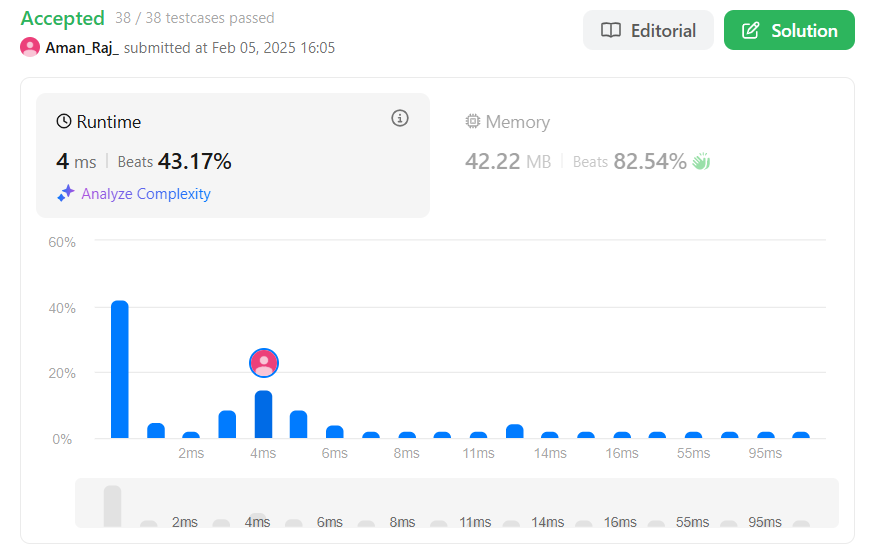 Accepted 38 / 38 testcases passed
Editorial
Solution
Aman_Raj_ submitted at Feb 05, 2025 16:05
Runtime
4 ms | Beats 43.17%
Analyze Complexity
Memory
42.22 MB | Beats 82.54%
60%
40%
20%
0%
2ms 4ms 6ms 8ms 11ms 14ms 16ms 55ms 95ms
2ms 4ms 6ms 8ms 11ms 14ms 16ms 55ms 95ms